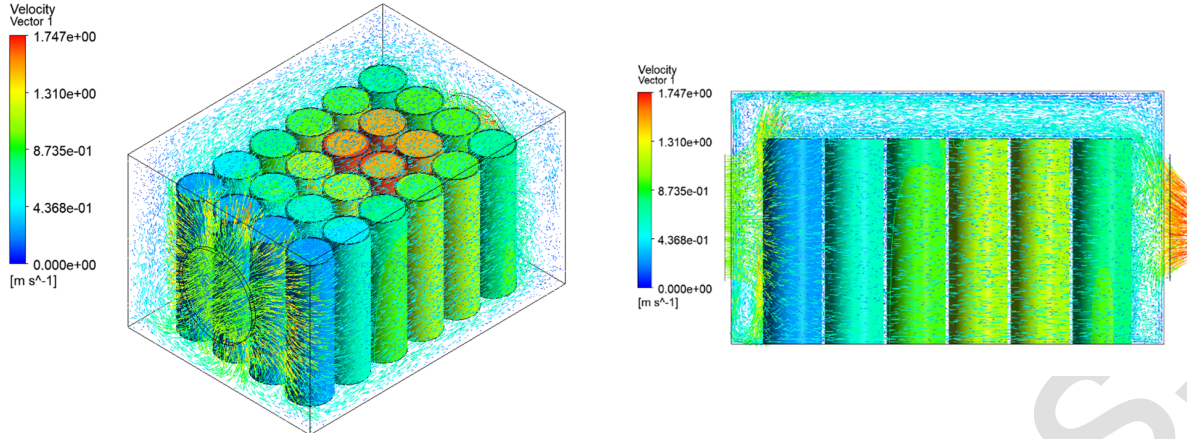 Velocity
Vector 1
1.747e+00
1.310e+00
8.735e-01
4.368e-01
0.000e+00
[m s^-1]
Velocity
Vector 1
1.747e+00
1.310e+00
8.735e-01
4.368e-01
0.000e+00
[m s^-1]